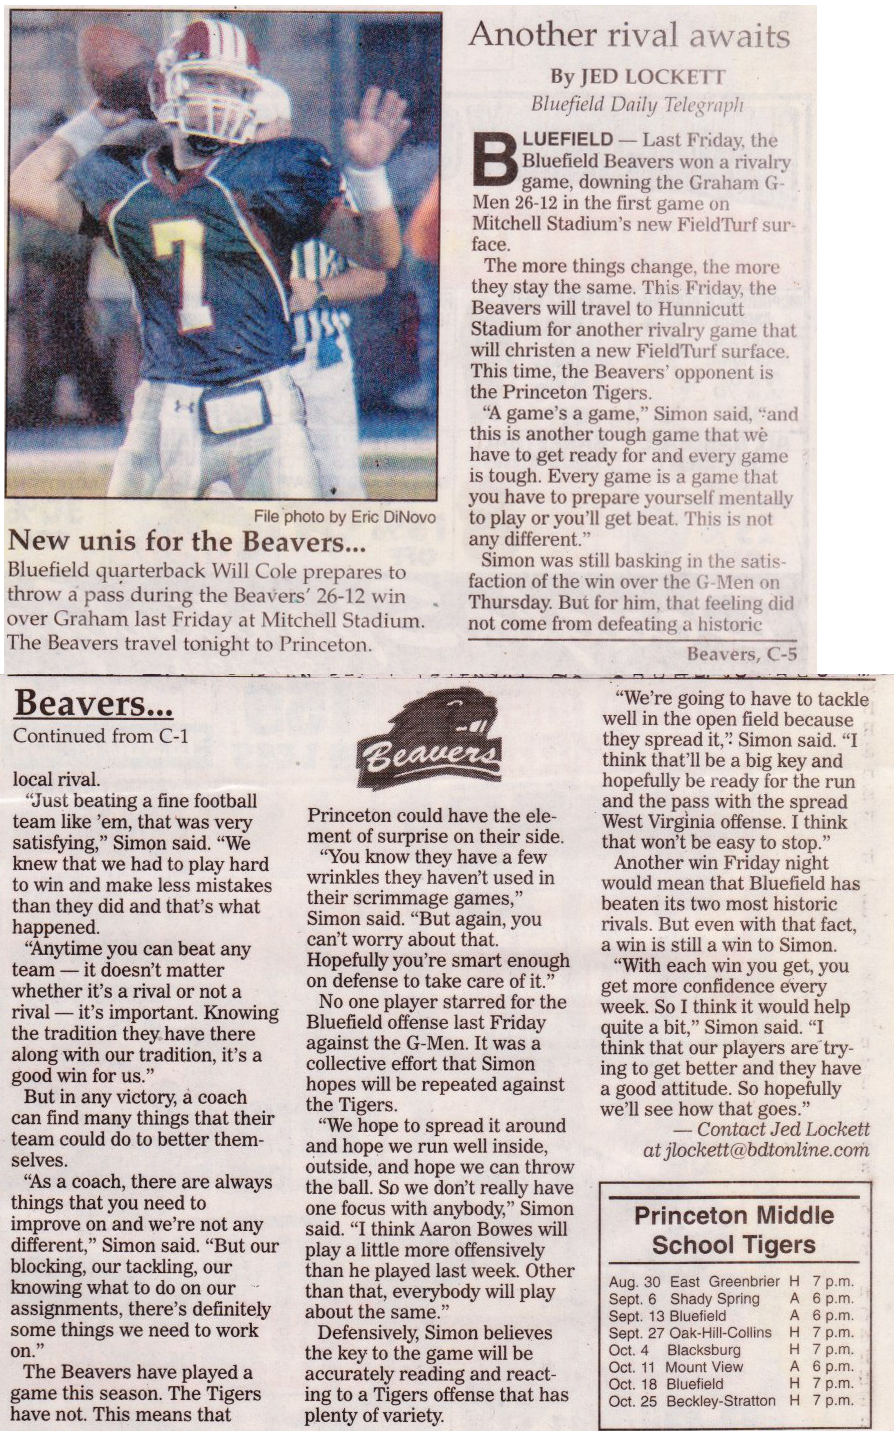 7
File photo by Eric DiNovo
New unis for the Beavers...
Bluefield quarterback Will Cole prepares to
throw a pass during the Beavers' 26-12 win
over Graham last Friday at Mitchell Stadium.
The Beavers travel tonight to Princeton.
Another rival awaits
By JED LOCKETT
Bluefield Daily Telegraph
BLUEFIELD — Last Friday, the
Bluefield Beavers won a rivalry
game, downing the Graham G-
Men 26-12 in the first game on
Mitchell Stadium's new FieldTurf sur-
face.
The more things change, the more
they stay the same. This Friday, the
Beavers will travel to Hunnicutt
Stadium for another rivalry game that
will christen a new FieldTurf surface.
This time, the Beavers' opponent is
the Princeton Tigers.
"A game's a game," Simon said, "and
this is another tough game that we
have to get ready for and every game
is tough. Every game is a game that
you have to prepare yourself mentally
to play or you'll get beat. This is not
any different."
Simon was still basking in the satis-
faction of the win over the G-Men on
Thursday. But for him, that feeling did
not come from defeating a historic
Beavers, C-5
Beavers...
Continued from C-1
local rival.
"Just beating a fine football
team like 'em, that was very
satisfying," Simon said. "We
knew that we had to play hard
to win and make less mistakes
than they did and that's what
happened.
"Anytime you can beat any
team — it doesn't matter
whether it's a rival or not a
rival — it's important. Knowing
the tradition they have there
along with our tradition, it's a
good win for us."
But in any victory, a coach
can find many things that their
team could do to better them-
selves.
"As a coach, there are always
things that you need to
improve on and we're not any
different," Simon said. "But our
blocking, our tackling, our
knowing what to do on our
assignments, there's definitely
some things we need to work
on."
The Beavers have played a
game this season. The Tigers
have not. This means that
Beavers
Princeton could have the ele-
ment of surprise on their side.
"You know they have a few
wrinkles they haven't used in
their scrimmage games,"
Simon said. "But again, you
can't worry about that.
Hopefully you're smart enough
on defense to take care of it."
No one player starred for the
Bluefield offense last Friday
against the G-Men. It was a
collective effort that Simon
hopes will be repeated against
the Tigers.
"We hope to spread it around
and hope we run well inside,
outside, and hope we can throw
the ball. So we don't really have
one focus with anybody," Simon
said. "I think Aaron Bowes will
play a little more offensively
than he played last week. Other
than that, everybody will play
about the same."
Defensively, Simon believes
the key to the game will be
accurately reading and react-
ing to a Tigers offense that has
plenty of variety.
"We're going to have to tackle
well in the open field because
they spread it," Simon said. "I
think that'll be a big key and
hopefully be ready for the run
and the pass with the spread
West Virginia offense. I think
that won't be easy to stop."
Another win Friday night
would mean that Bluefield has
beaten its two most historic
rivals. But even with that fact,
a win is still a win to Simon.
"With each win you get, you
get more confidence every
week. So I think it would help
quite a bit," Simon said. "I
think that our players are try-
ing to get better and they have
a good attitude. So hopefully
we'll see how that goes."
— Contact Jed Lockett
at jlockett@bdtonline.com
Princeton Middle
School Tigers
Aug. 30 East Greenbrier H 7 p.m.
Sept. 6 Shady Spring A 6 p.m.
Sept. 13 Bluefield A 6 p.m.
Sept. 27 Oak-Hill-Collins H 7 p.m.
Oct. 4 Blacksburg H 7 p.m.
Oct. 11 Mount View A 6 p.m.
Oct. 18 Bluefield H 7 p.m.
Oct. 25 Beckley-Stratton H 7 p.m.